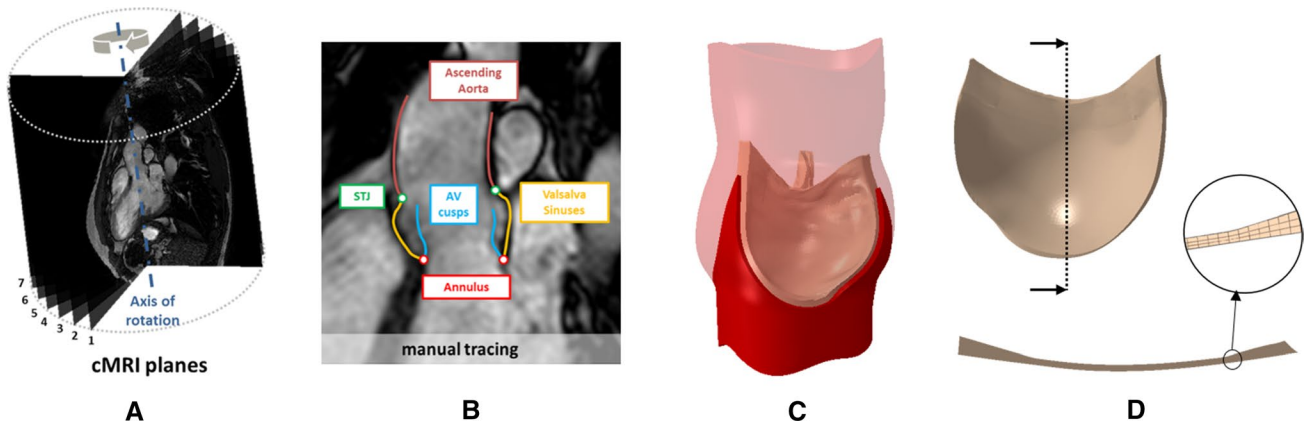 7
6
5
4
3
2
1
Axis of
rotation
cMRI planes
A
Ascending
Aorta
STJ
AV
cusps
Valsalva
Sinuses
Annulus
manual tracing
B
C
D